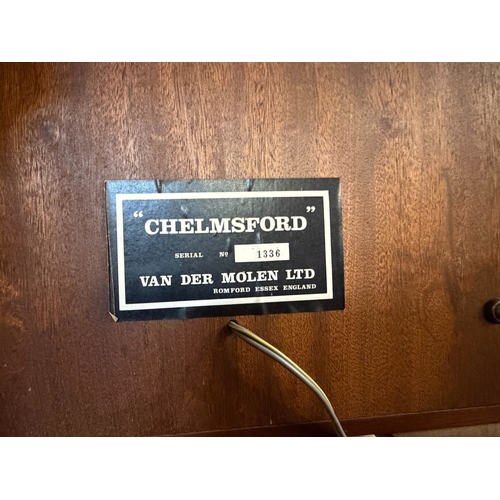 "CHELMSFORD"
SERIAL Nº 1336
VAN DER MOLEN LTD
ROMFORD ESSEX ENGLAND